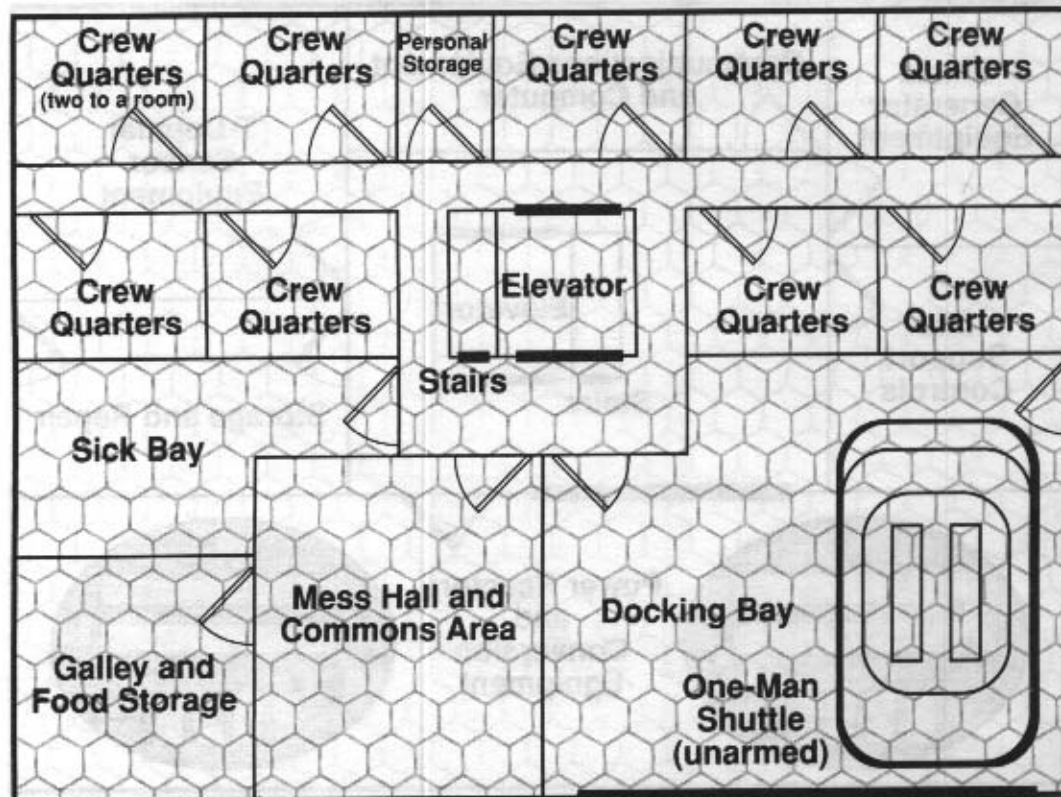 Crew
Quarters
(two to a room)
Crew
Quarters
Personal
Storage
Crew
Quarters
Crew
Quarters
Crew
Quarters
Crew
Quarters
Crew
Quarters
Elevator
Crew
Quarters
Crew
Quarters
Stairs
Sick Bay
Mess Hall and
Commons Area
Docking Bay
Galley and
Food Storage
One-Man
Shuttle
(unarmed)